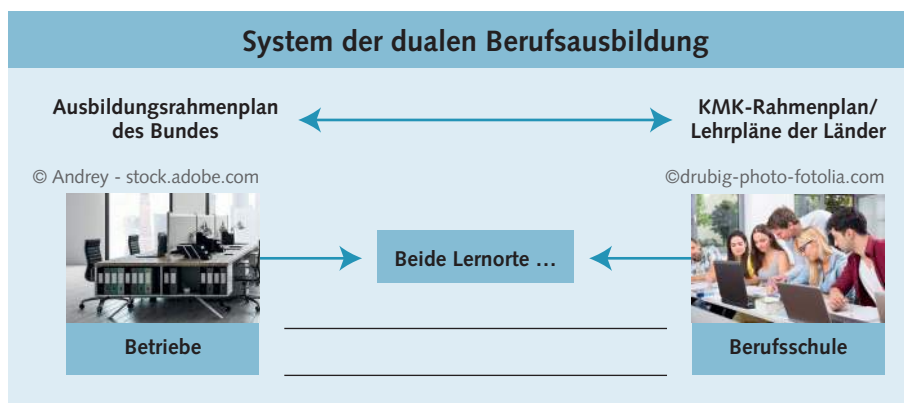 System der dualen Berufsausbildung
Ausbildungsrahmenplan
des Bundes
KMK-Rahmenplan/
Lehrpläne der Länder
© Andrey - stock.adobe.com
©drubig-photo-fotolia.com
Beide Lernorte …
Betriebe
Berufsschule